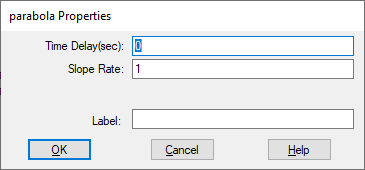 parabola Properties
Time Delay(sec): 0
Slope Rate: 1
Label:
OK Cancel Help